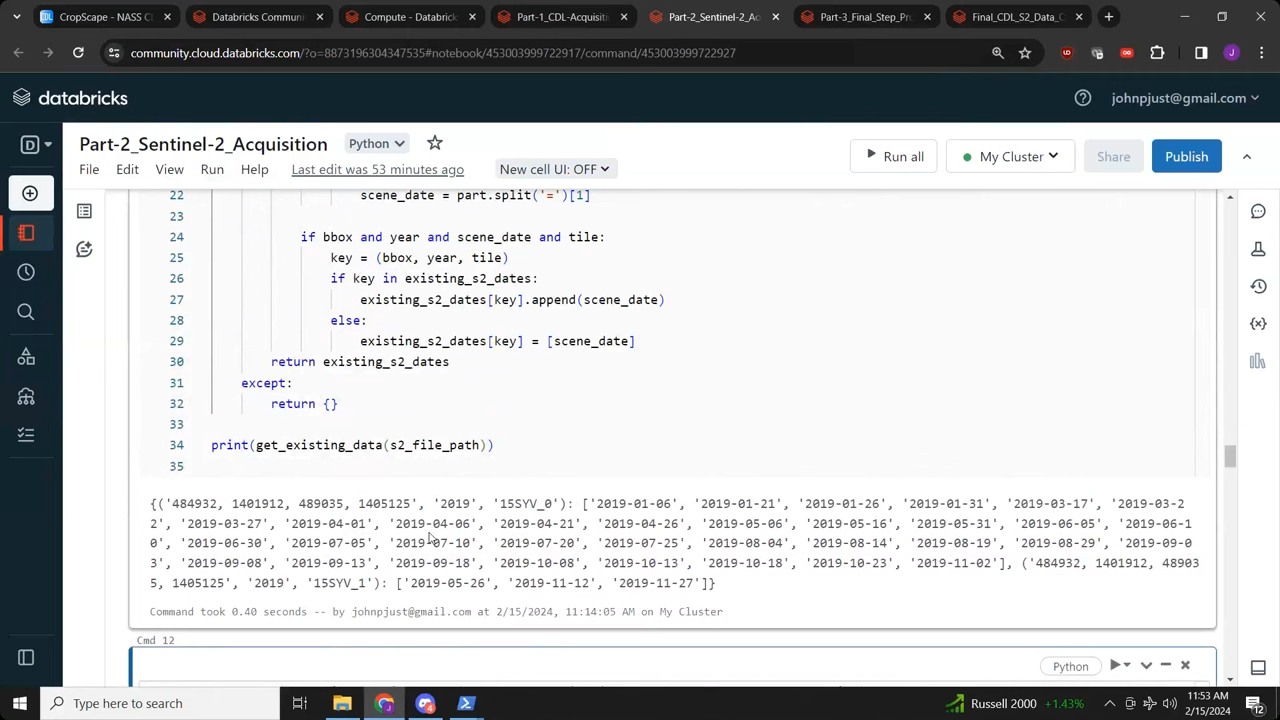 CropScape - NASS C
Databricks Communi
Compute - Databric
Part-1_CDL-Acquisiti
Part-2_Sentinel-2_Ac
Part-3_Final_Step_Pr
Final_CDL_S2_Data_C
community.cloud.databricks.com/?o=8873196304347535#notebook/453003999722917/command/453003999722927
databricks
johnpjust@gmail.com
Part-2_Sentinel-2_Acquisition
Python
Run all
My Cluster
Share
Publish
File Edit View Run Help Last edit was 53 minutes ago New cell UI: OFF
22 scene_date = part.split('=')[1]
23
24 if bbox and year and scene_date and tile:
25 key = (bbox, year, tile)
26 if key in existing_s2_dates:
27 existing_s2_dates[key].append(scene_date)
28 else:
29 existing_s2_dates[key] = [scene_date]
30 return existing_s2_dates
31 except:
32 return {}
33
34 print(get_existing_data(s2_file_path))
35
{('484932, 1401912, 489035, 1405125', '2019', '15SYV_0'): ['2019-01-06', '2019-01-21', '2019-01-26', '2019-01-31', '2019-03-17', '2019-03-2
2', '2019-03-27', '2019-04-01', '2019-04-06', '2019-04-21', '2019-04-26', '2019-05-06', '2019-05-16', '2019-05-31', '2019-06-05', '2019-06-1
0', '2019-06-30', '2019-07-05', '2019-07-10', '2019-07-20', '2019-07-25', '2019-08-04', '2019-08-14', '2019-08-19', '2019-08-29', '2019-09-0
3', '2019-09-08', '2019-09-13', '2019-09-18', '2019-10-08', '2019-10-13', '2019-10-18', '2019-10-23', '2019-11-02'], ('484932, 1401912, 48903
5, 1405125', '2019', '15SYV_1'): ['2019-05-26', '2019-11-12', '2019-11-27']}
Command took 0.40 seconds -- by johnpjust@gmail.com at 2/15/2024, 11:14:05 AM on My Cluster
Cmd 12
Python
Type here to search
Russell 2000 +1.43%
11:53 AM
2/15/2024